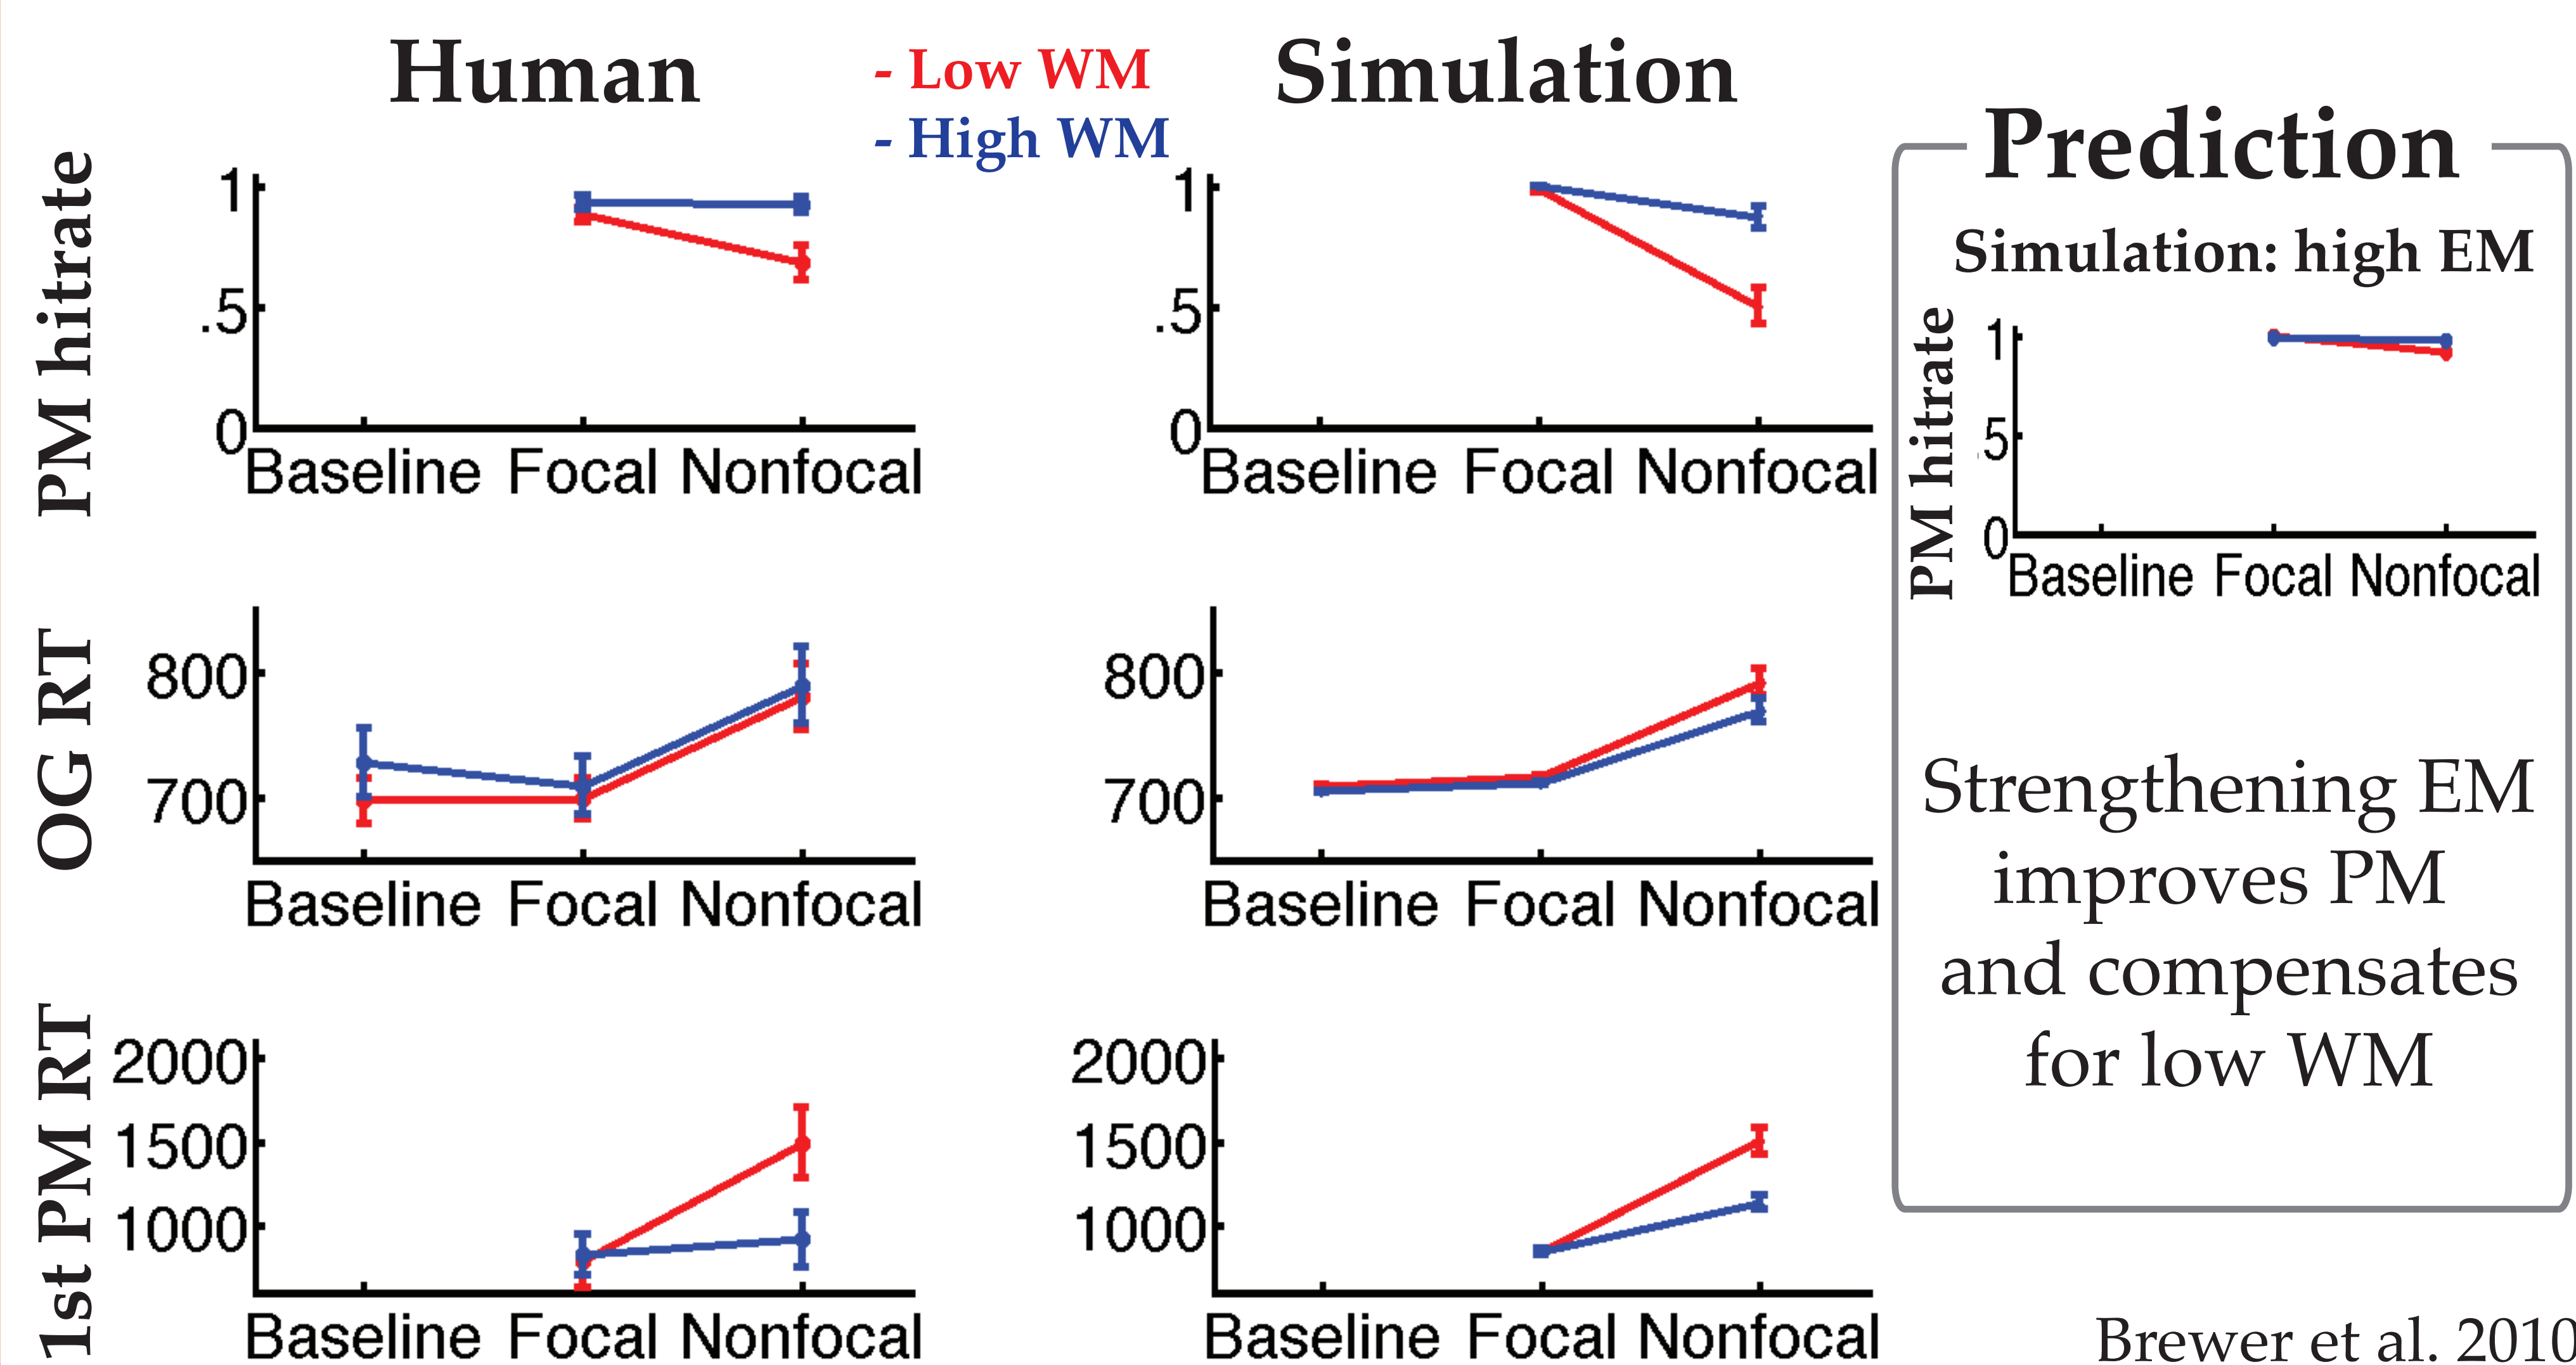 Human
- Low WM
- High WM
Simulation
PM hitrate
1
.5
0
Baseline Focal Nonfocal
1
.5
0
Baseline Focal Nonfocal
OG RT
800
700
Baseline Focal Nonfocal
800
700
Baseline Focal Nonfocal
1st PM RT
2000
1500
1000
Baseline Focal Nonfocal
2000
1500
1000
Baseline Focal Nonfocal
Prediction
Simulation: high EM
PM hitrate
1
.5
0
Baseline Focal Nonfocal
Strengthening EM
improves PM
and compensates
for low WM
Brewer et al. 2010